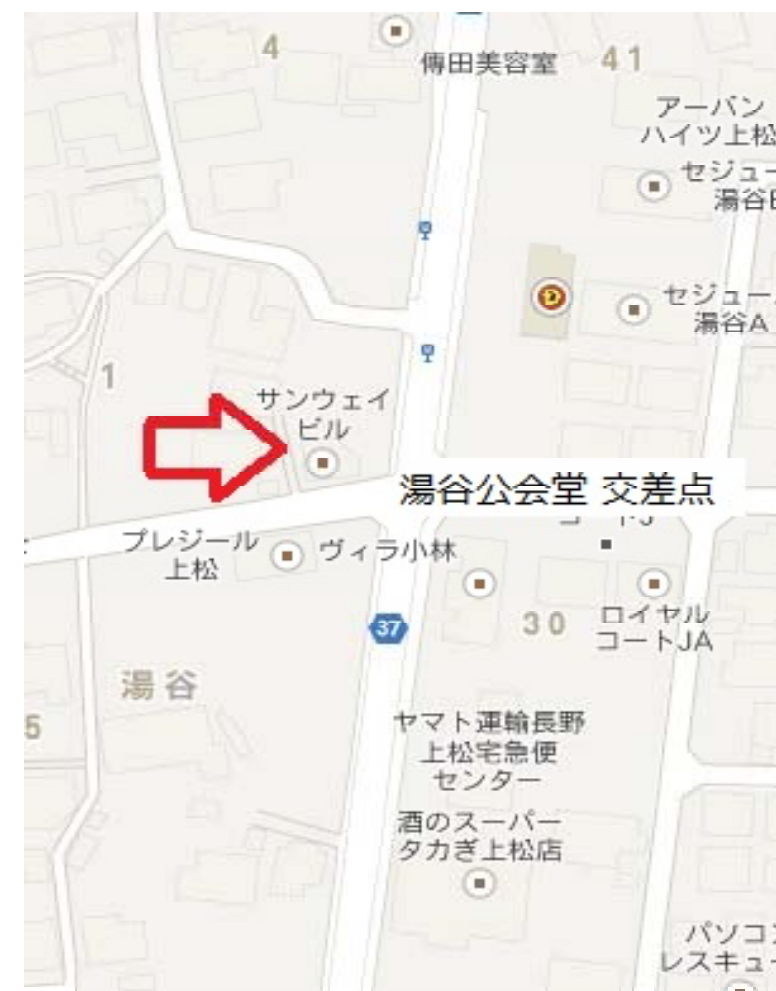 4
傳田美容室
41
アーバン
ハイツ上松
セジュー
湯谷
セジュー
湯谷A
1
サンウェイ
ビル
湯谷公会堂 交差点
プレジール
上松
ヴィラ小林
37
30
ロイヤル
コートJA
湯谷
5
ヤマト運輸長野
上松宅急便
センター
酒のスーパー
タカぎ上松店
パソコン
レスキュー